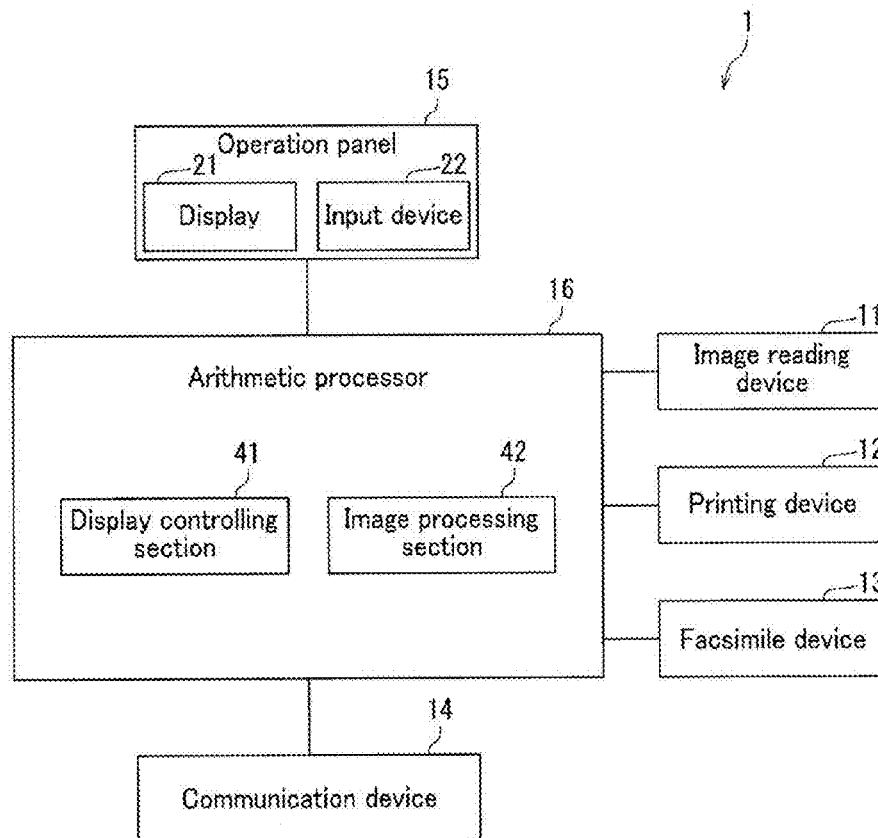 1
15
Operation panel
21
22
Display
Input device
16
Arithmetic processor
11
Image reading
device
41
42
Display controlling
section
Image processing
section
12
Printing device
13
Facsimile device
14
Communication device